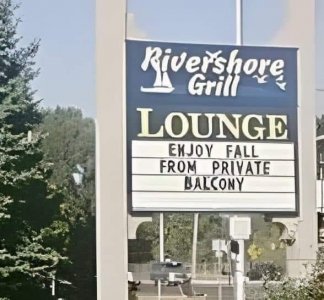 Rivershore
Grill
LOUNGE
ENJOY FALL
FROM PRIVATE
BALCONY